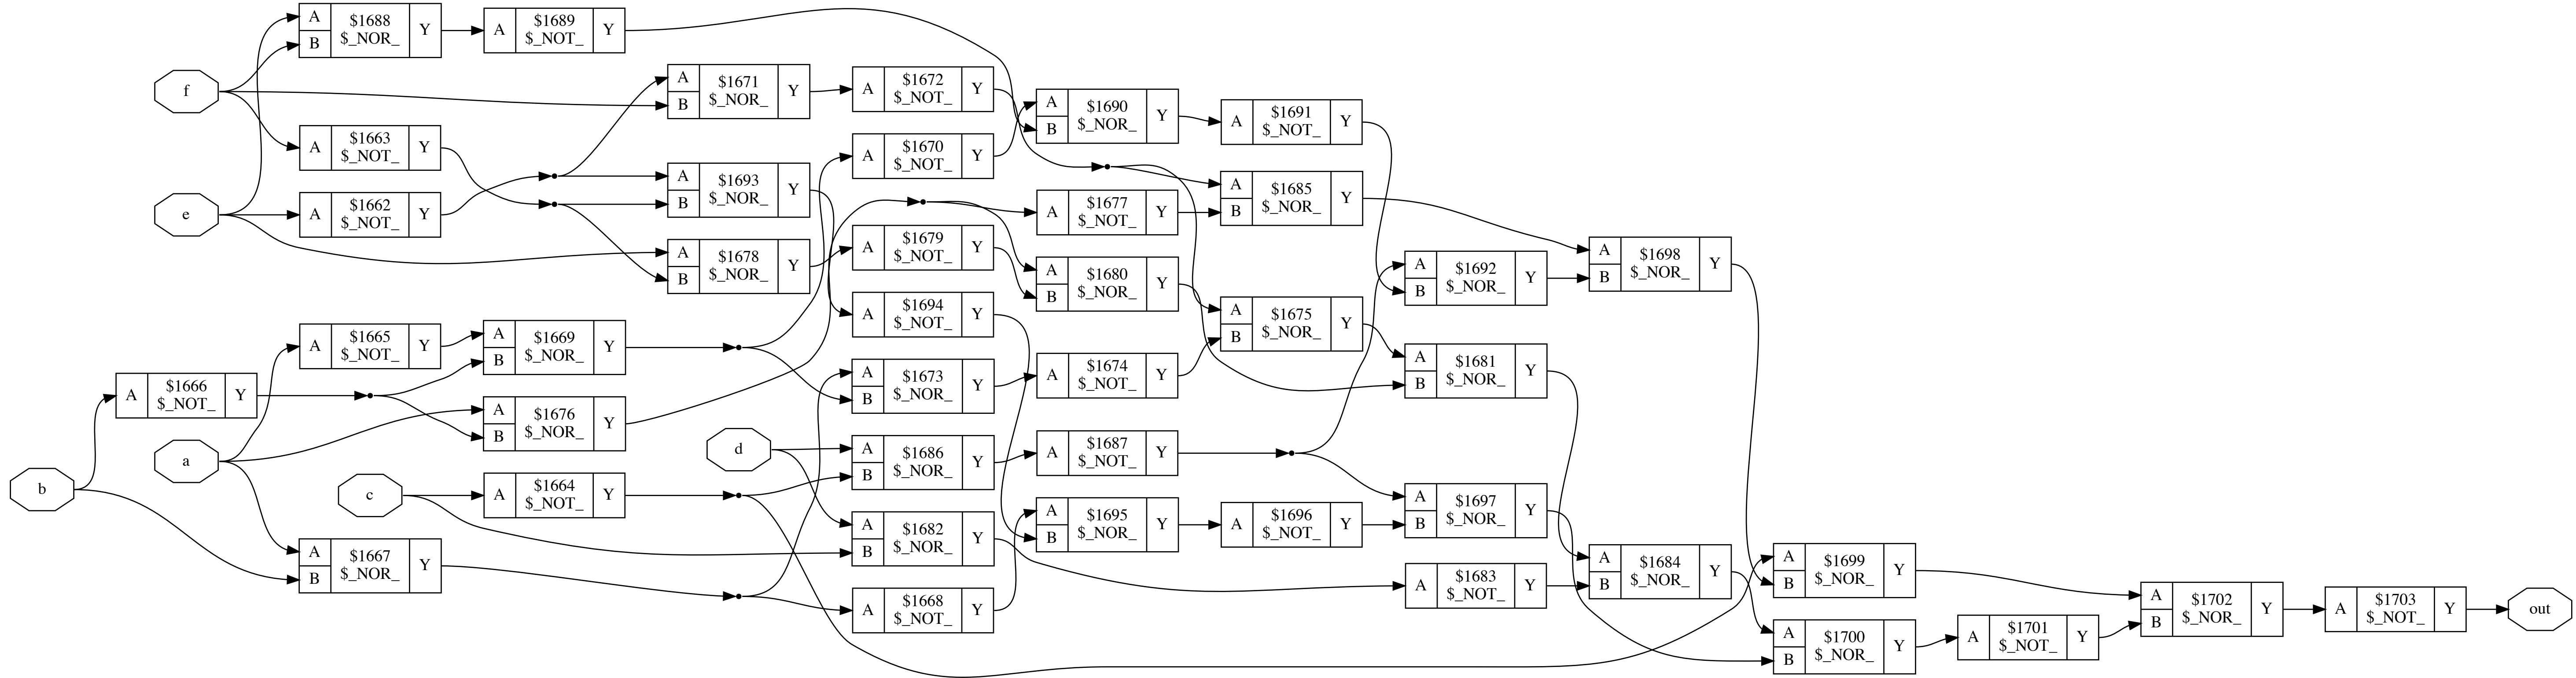 A
B
$1688
$_NOR_
Y
A
$1689
$_NOT_
Y
f
A
B
$1671
$_NOR_
Y
A
$1672
$_NOT_
Y
A
B
$1690
$_NOR_
Y
A
$1691
$_NOT_
Y
A
$1663
$_NOT_
Y
A
$1670
$_NOT_
Y
A
B
$1693
$_NOR_
Y
A
B
$1685
$_NOR_
Y
e
A
$1662
$_NOT_
Y
A
$1677
$_NOT_
Y
A
B
$1678
$_NOR_
Y
A
$1679
$_NOT_
Y
A
B
$1680
$_NOR_
Y
A
B
$1692
$_NOR_
Y
A
B
$1698
$_NOR_
Y
A
$1694
$_NOT_
Y
A
B
$1675
$_NOR_
Y
A
$1665
$_NOT_
Y
A
B
$1669
$_NOR_
Y
A
B
$1673
$_NOR_
Y
A
$1674
$_NOT_
Y
A
B
$1681
$_NOR_
Y
A
$1666
$_NOT_
Y
A
B
$1676
$_NOR_
Y
d
A
B
$1686
$_NOR_
Y
A
$1687
$_NOT_
Y
a
b
c
A
$1664
$_NOT_
Y
A
B
$1682
$_NOR_
Y
A
B
$1695
$_NOR_
Y
A
$1696
$_NOT_
Y
A
B
$1697
$_NOR_
Y
A
B
$1667
$_NOR_
Y
A
$1668
$_NOT_
Y
A
$1683
$_NOT_
Y
A
B
$1684
$_NOR_
Y
A
B
$1699
$_NOR_
Y
A
B
$1700
$_NOR_
Y
A
$1701
$_NOT_
Y
A
B
$1702
$_NOR_
Y
A
$1703
$_NOT_
Y
out